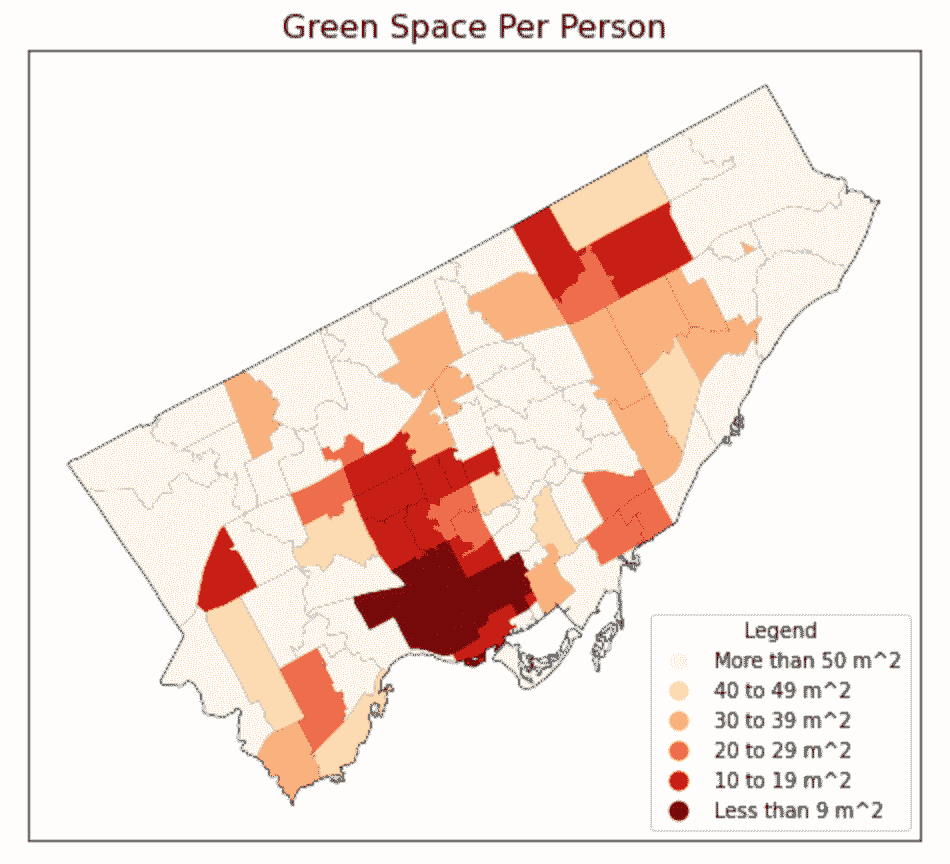 Green Space Per Person
Legend
More than 50 m^2
40 to 49 m^2
30 to 39 m^2
20 to 29 m^2
10 to 19 m^2
Less than 9 m^2